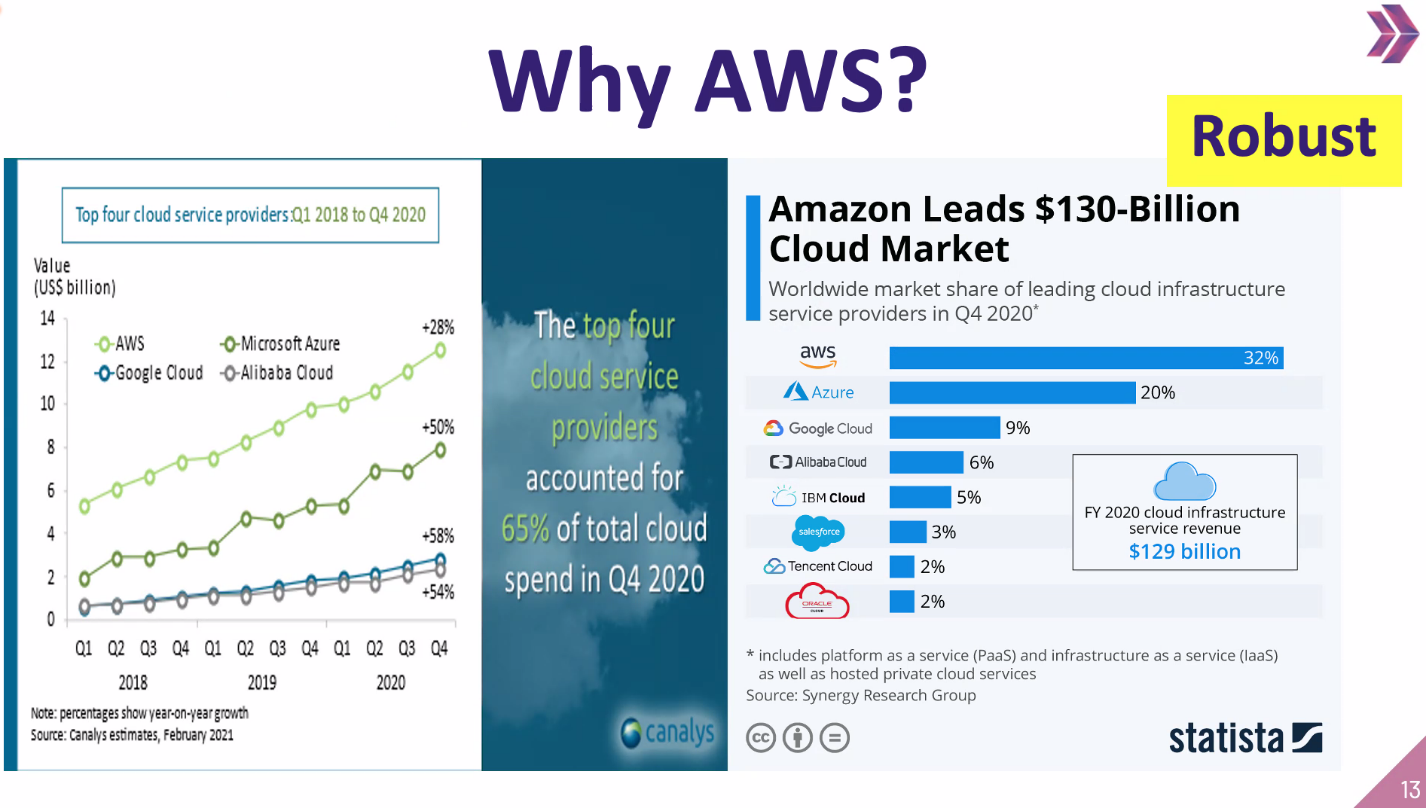 Why AWS?
Robust
Top four cloud service providers:Q1 2018 to Q4 2020
Value
(US$ billion)
14
12
10
8
6
4
2
0
AWS
Microsoft Azure
Google Cloud
Alibaba Cloud
+28%
+50%
+58%
+54%
Q1 Q2 Q3 Q4 Q1 Q2 Q3 Q4 Q1 Q2 Q3 Q4
2018 2019 2020
Note: percentages show year-on-year growth
Source: Canalys estimates, February 2021
The top four
cloud service
providers
accounted for
65% of total cloud
spend in Q4 2020
canalys
Amazon Leads $130-Billion
Cloud Market
Worldwide market share of leading cloud infrastructure
service providers in Q4 2020*
aws 32%
Azure 20%
Google Cloud 9%
Alibaba Cloud 6%
IBM Cloud 5%
salesforce 3%
Tencent Cloud 2%
ORACLE CLOUD 2%
FY 2020 cloud infrastructure
service revenue
$129 billion
* includes platform as a service (PaaS) and infrastructure as a service (IaaS)
as well as hosted private cloud services
Source: Synergy Research Group
cc
statista
13